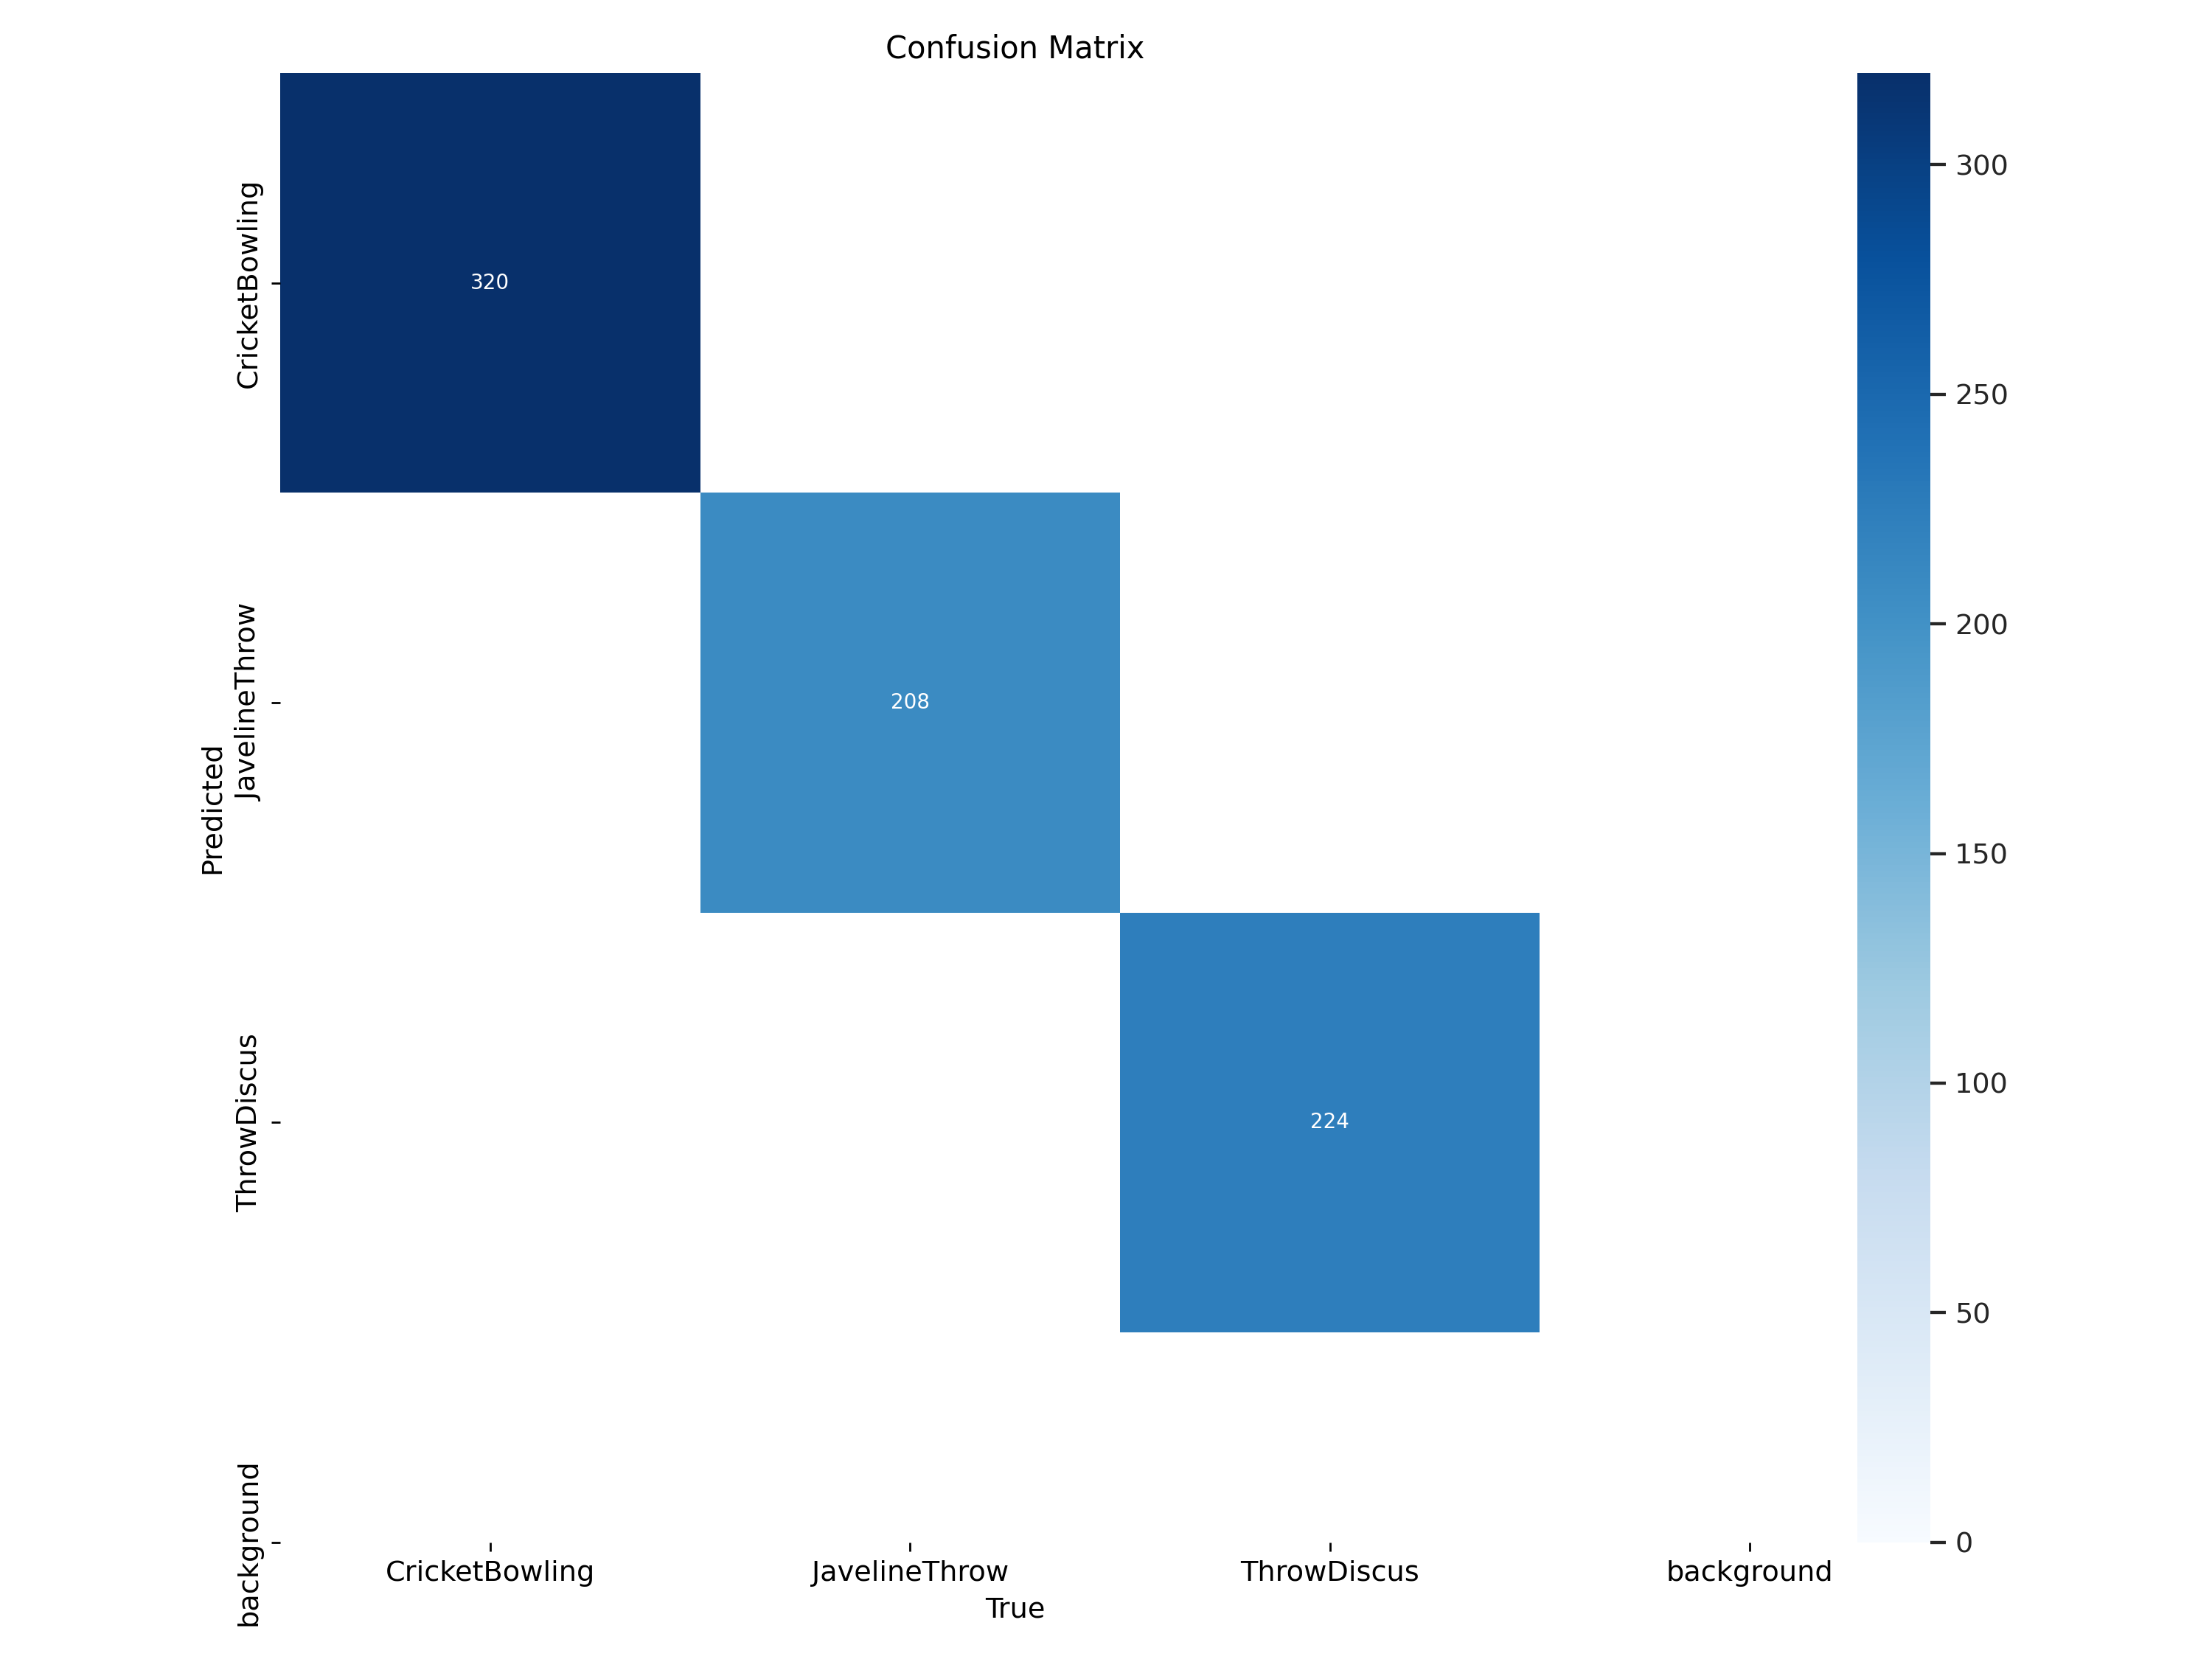 Confusion Matrix
CricketBowling
JavelineThrow
ThrowDiscus
background
Predicted
320
208
224
CricketBowling
JavelineThrow
ThrowDiscus
background
True
300
250
200
150
100
50
0